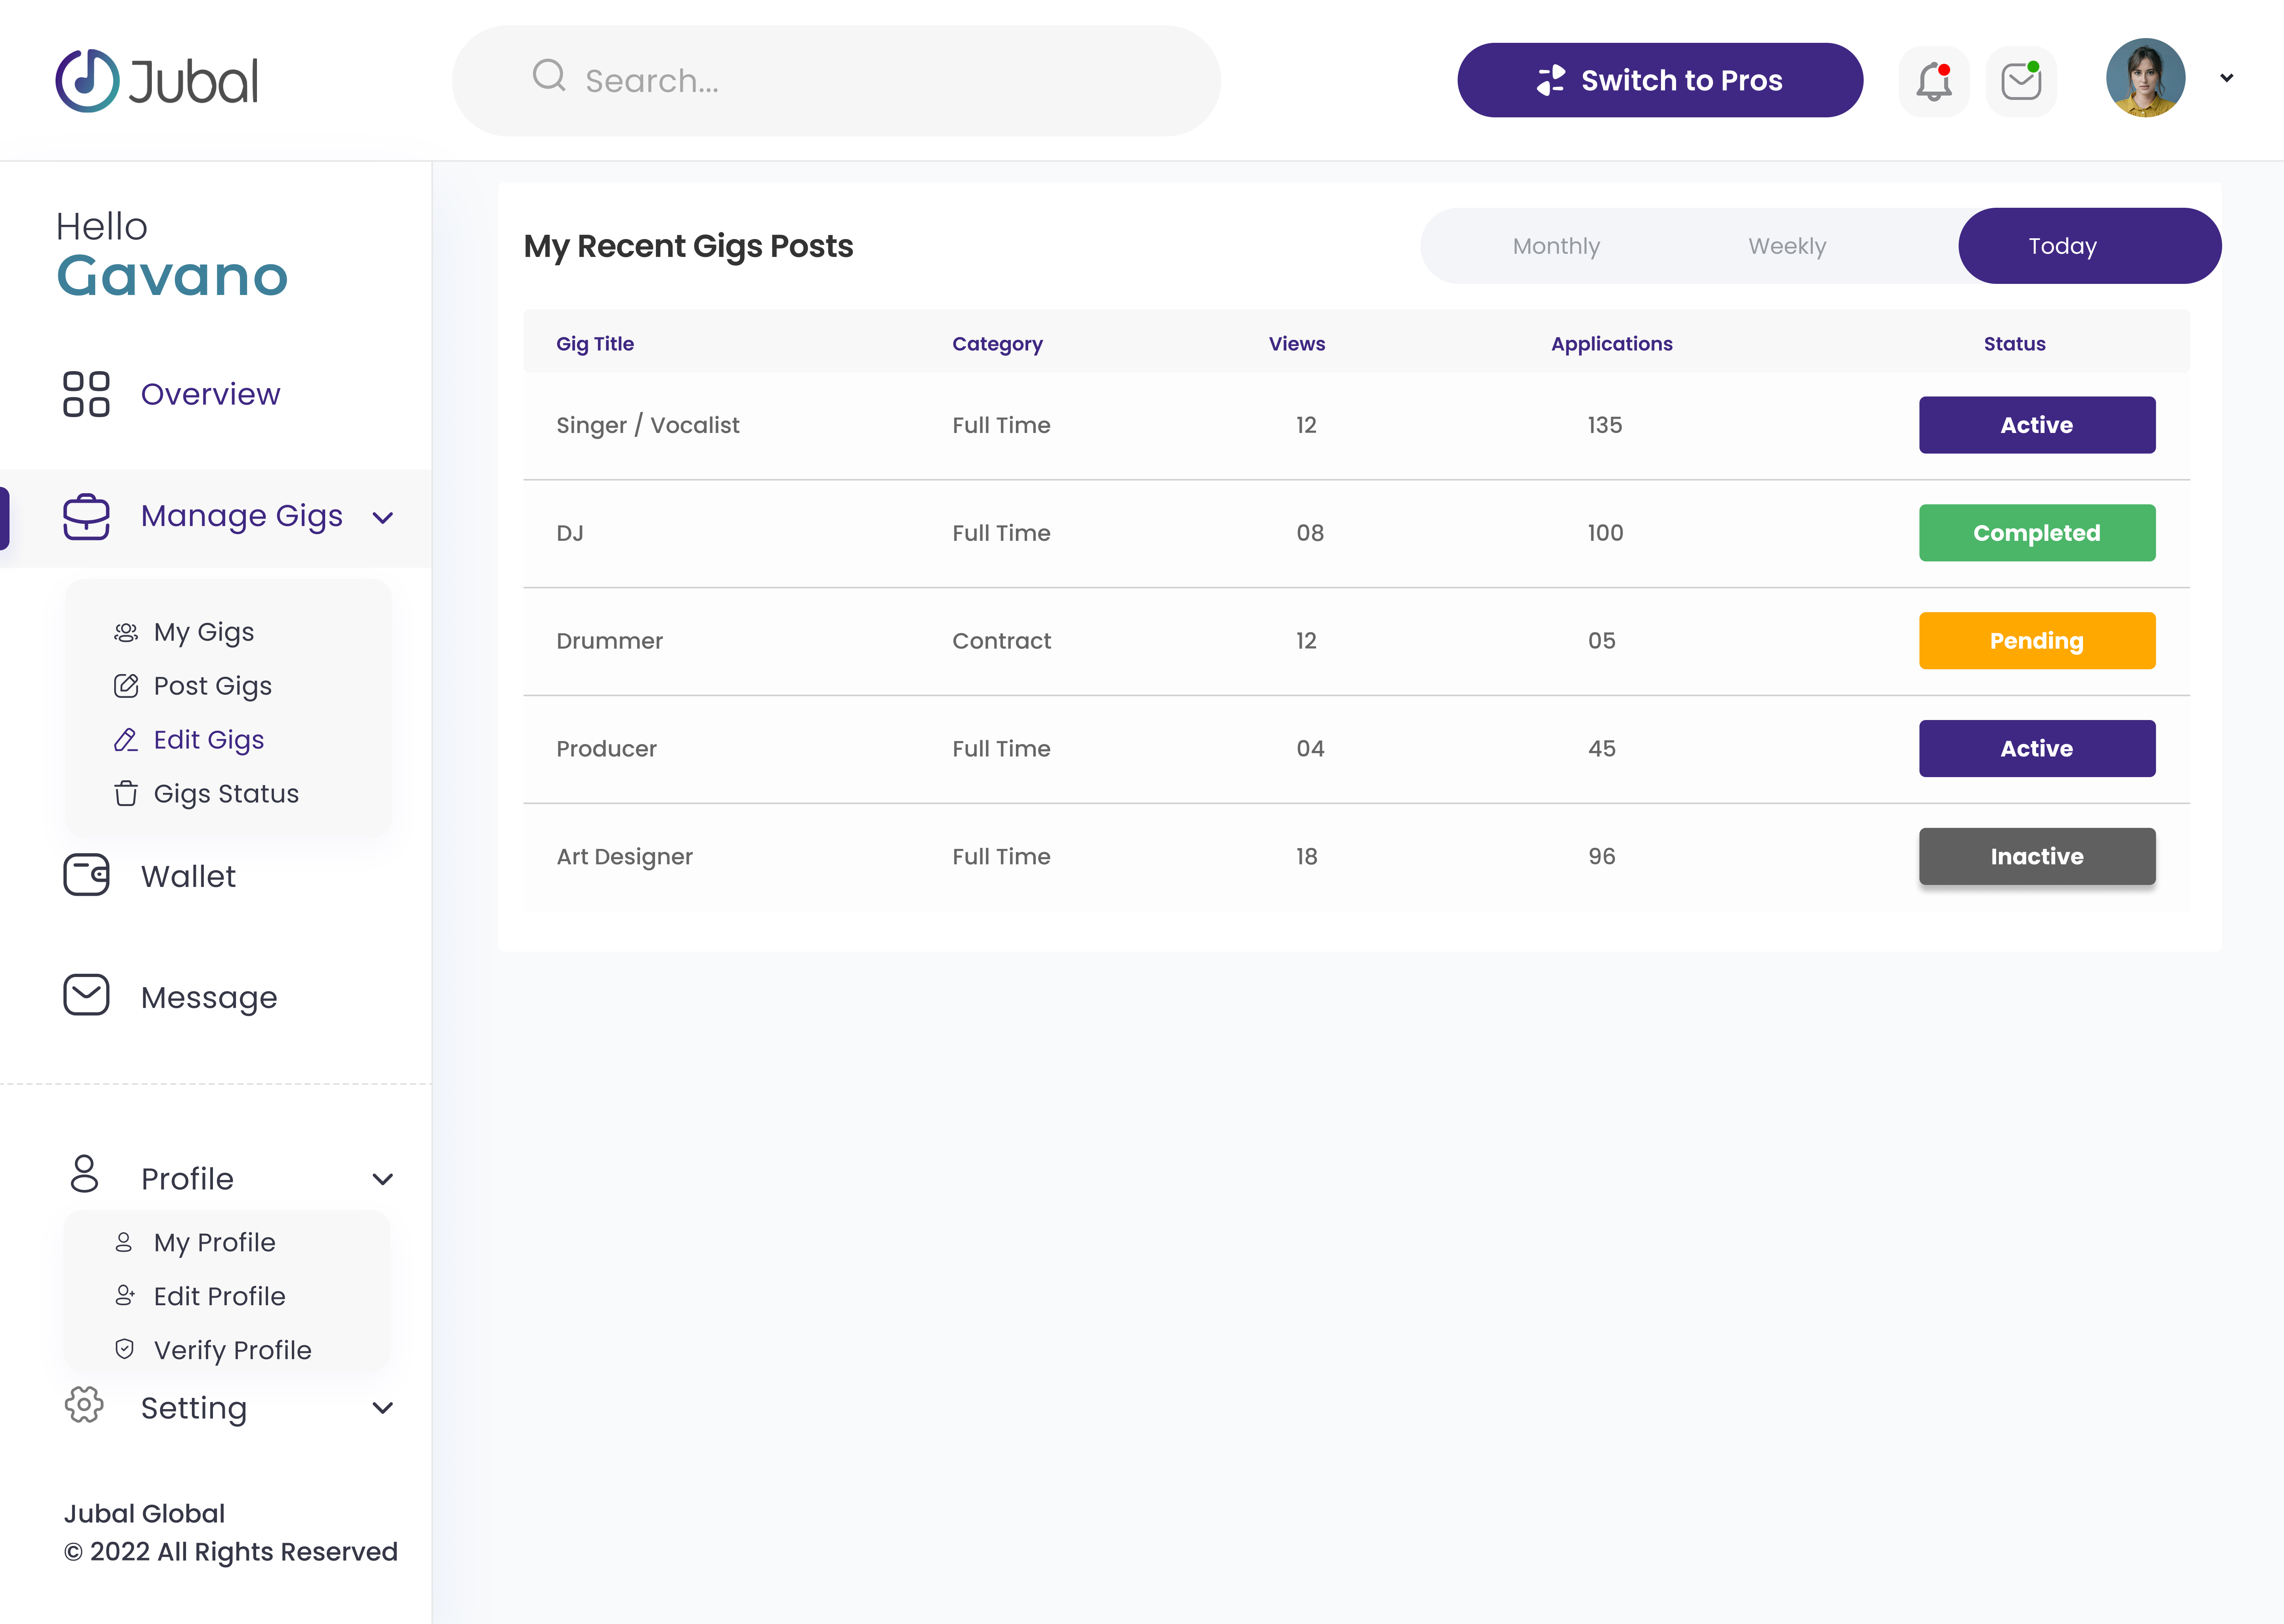 Jubal
Search...
Switch to Pros
Hello
Gavano
Overview
Manage Gigs
My Gigs
Post Gigs
Edit Gigs
Gigs Status
Wallet
Message
Profile
My Profile
Edit Profile
Verify Profile
Setting
Jubal Global
© 2022 All Rights Reserved
My Recent Gigs Posts
Monthly Weekly Today
Gig Title Category Views Applications Status
Singer / Vocalist Full Time 12 135 Active
DJ Full Time 08 100 Completed
Drummer Contract 12 05 Pending
Producer Full Time 04 45 Active
Art Designer Full Time 18 96 Inactive